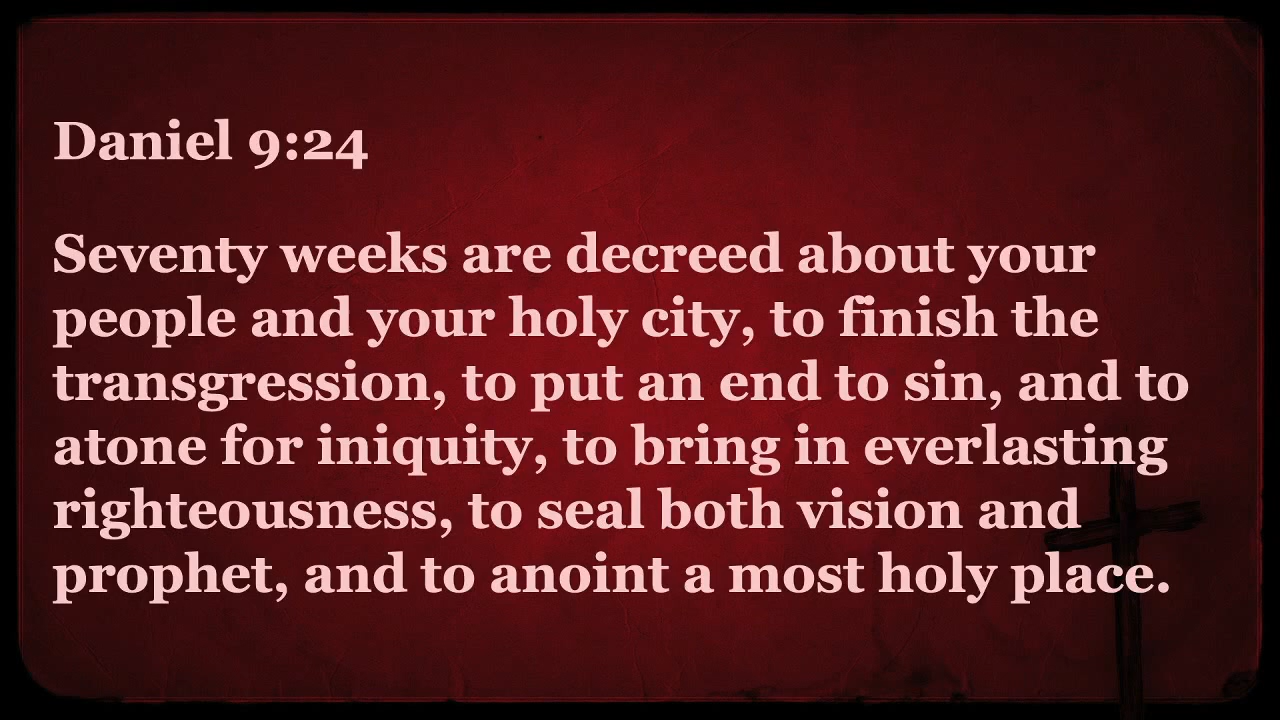 Daniel 9:24
Seventy weeks are decreed about your
people and your holy city, to finish the
transgression, to put an end to sin, and to
atone for iniquity, to bring in everlasting
righteousness, to seal both vision and
prophet, and to anoint a most holy place.